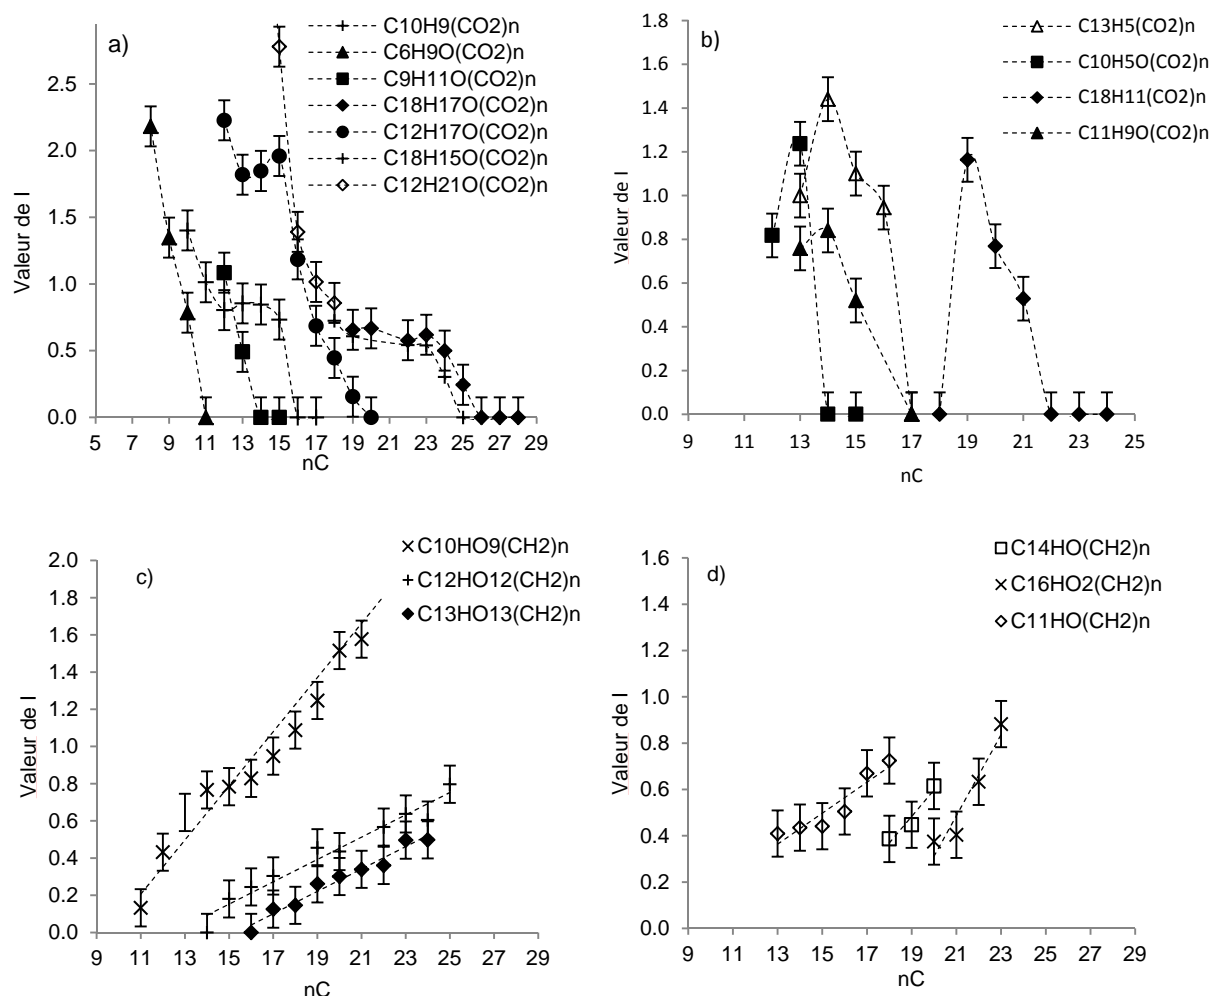 a)
C10H9(CO2)n
C6H9O(CO2)n
C9H11O(CO2)n
C18H17O(CO2)n
C12H17O(CO2)n
C18H15O(CO2)n
C12H21O(CO2)n
Valeur de I
2.5
2.0
1.5
1.0
0.5
0.0
5 7 9 11 13 15 17 19 21 23 25 27 29
nC
b)
C13H5(CO2)n
C10H5O(CO2)n
C18H11(CO2)n
C11H9O(CO2)n
Valeur de I
1.8
1.6
1.4
1.2
1.0
0.8
0.6
0.4
0.2
0.0
9 11 13 15 17 19 21 23 25
nC
c)
C10HO9(CH2)n
C12HO12(CH2)n
C13HO13(CH2)n
Valeur de I
2.0
1.8
1.6
1.4
1.2
1.0
0.8
0.6
0.4
0.2
0.0
9 11 13 15 17 19 21 23 25 27 29
nC
d)
C14HO(CH2)n
C16HO2(CH2)n
C11HO(CH2)n
Valeur de I
1.6
1.4
1.2
1.0
0.8
0.6
0.4
0.2
0.0
9 11 13 15 17 19 21 23 25 27 29
nC